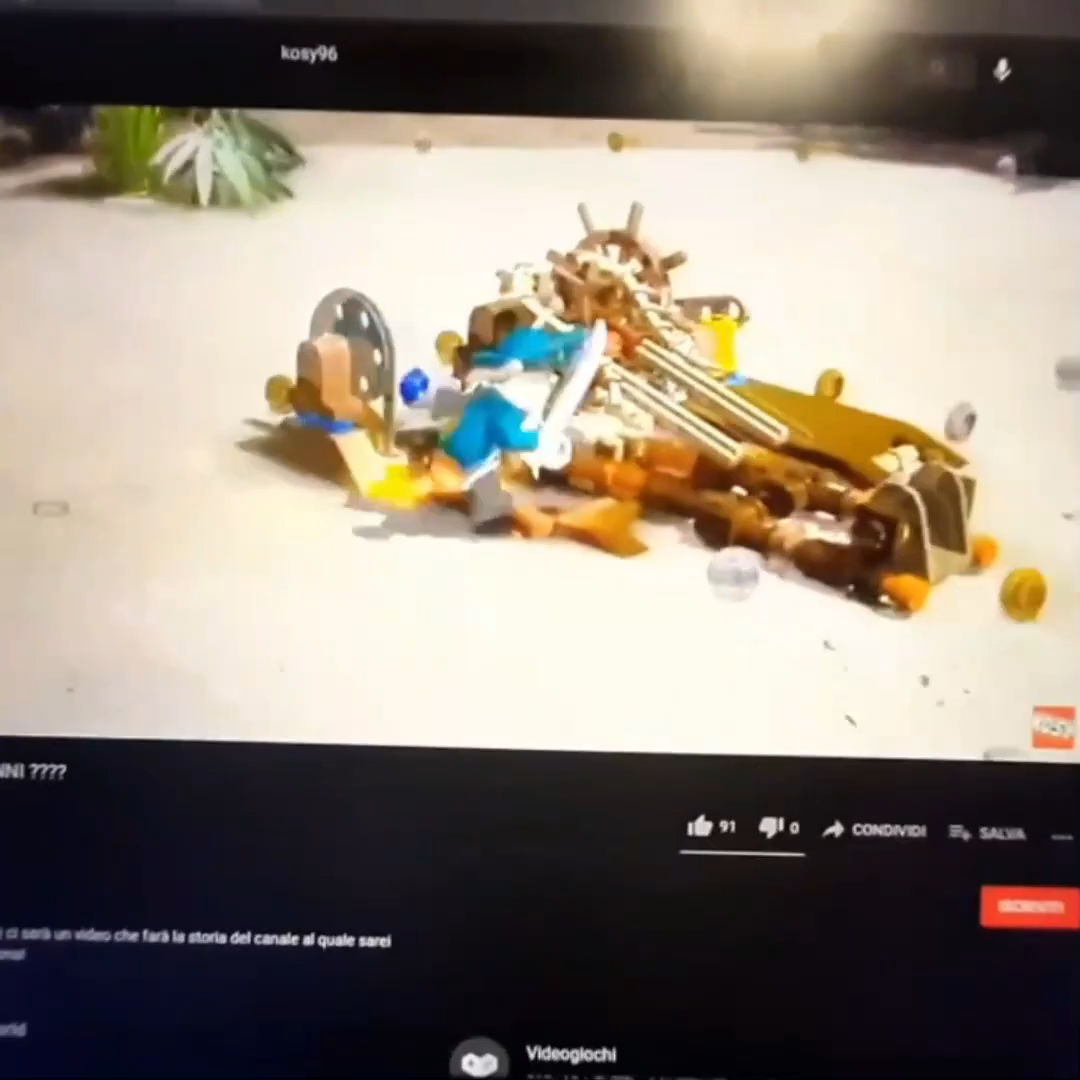 kosy96
NNI ????
91
0
CONDIVIDI
SALVA
ISCRIVITI
ci sarà un video che farà la storia del canale al quale sarei
Videogiochi